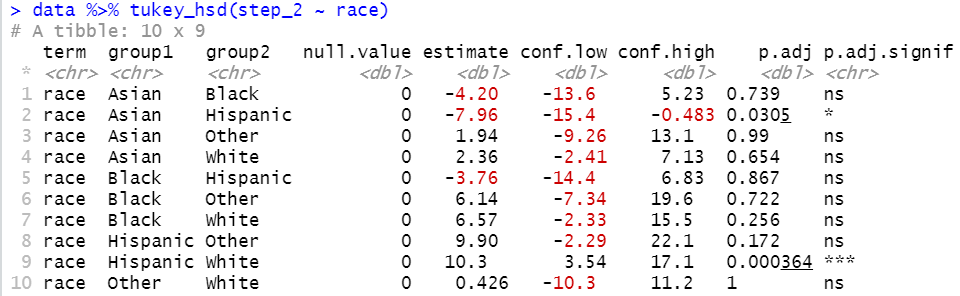 > data %>% tukey_hsd(step_2 ~ race)
# A tibble: 10 x 9
term group1 group2 null.value estimate conf.low conf.high p.adj p.adj.signif
* <chr> <chr> <chr> <dbl> <dbl> <dbl> <dbl> <dbl> <chr>
1 race Asian Black 0 -4.20 -13.6 5.23 0.739 ns
2 race Asian Hispanic 0 -7.96 -15.4 -0.483 0.0305 *
3 race Asian Other 0 1.94 -9.26 13.1 0.99 ns
4 race Asian White 0 2.36 -2.41 7.13 0.654 ns
5 race Black Hispanic 0 -3.76 -14.4 6.83 0.867 ns
6 race Black Other 0 6.14 -7.34 19.6 0.722 ns
7 race Black White 0 6.57 -2.33 15.5 0.256 ns
8 race Hispanic Other 0 9.90 -2.29 22.1 0.172 ns
9 race Hispanic White 0 10.3 3.54 17.1 0.000364 ***
10 race Other White 0 0.426 -10.3 11.2 1 ns